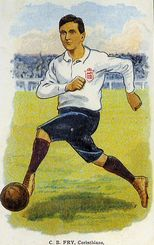 C. B. FRY, Corinthians.